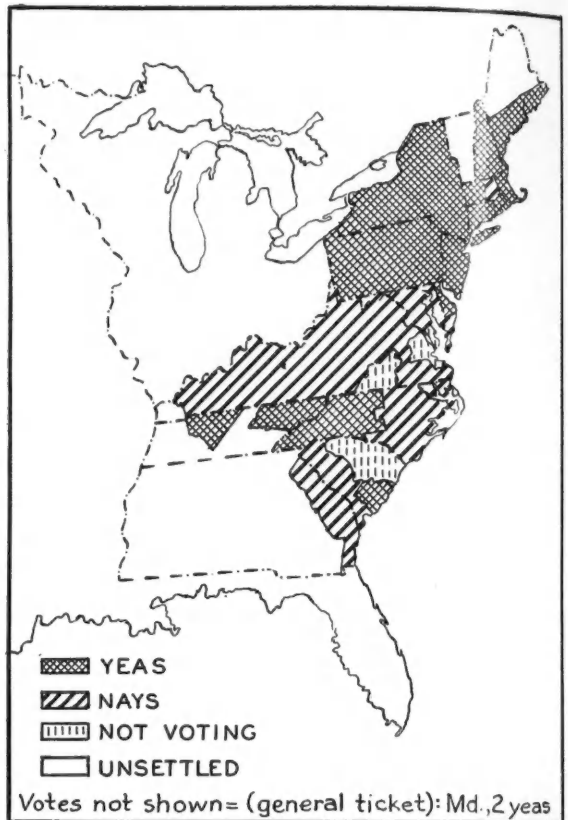 YEAS
NAYS
NOT VOTING
UNSETTLED
Votes not shown = (general ticket): Md., 2 yeas